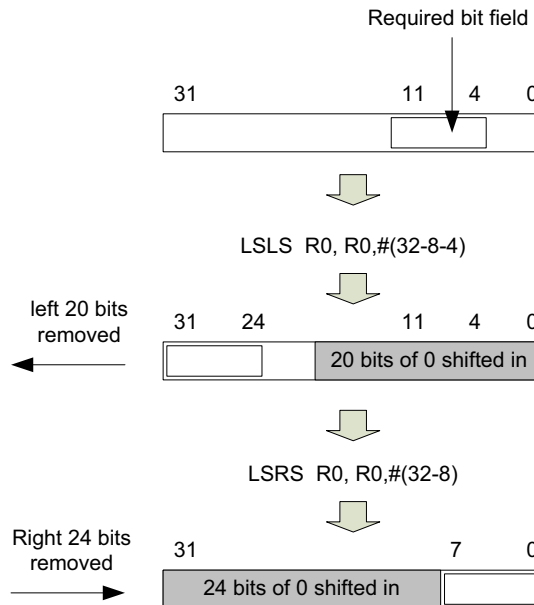 Required bit field
31 11 4 0
LSLS R0, R0,#(32-8-4)
left 20 bits
removed
31 24 11 4 0
20 bits of 0 shifted in
LSRS R0, R0,#(32-8)
Right 24 bits
removed
31 7 0
24 bits of 0 shifted in